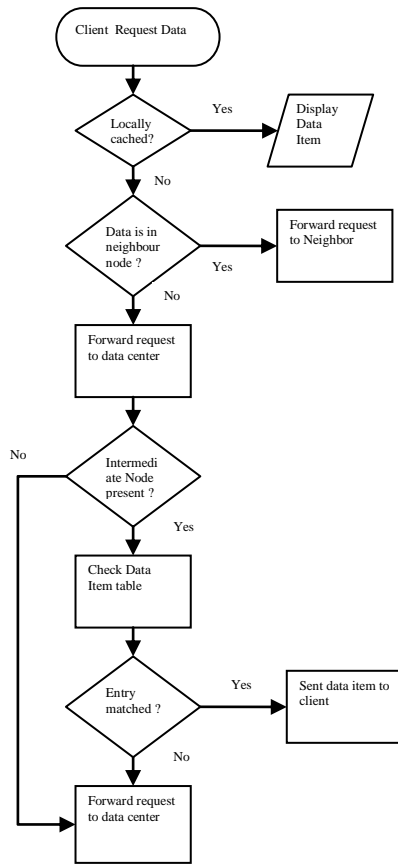 Client Request Data
Yes
Locally
cached?
Display
Data
Item
No
Data is in
neighbour
node ?
Yes
Forward request
to Neighbor
No
Forward request
to data center
No
Intermedi
ate Node
present ?
Yes
Check Data
Item table
Entry
matched ?
Yes
Sent data item to
client
No
Forward request
to data center